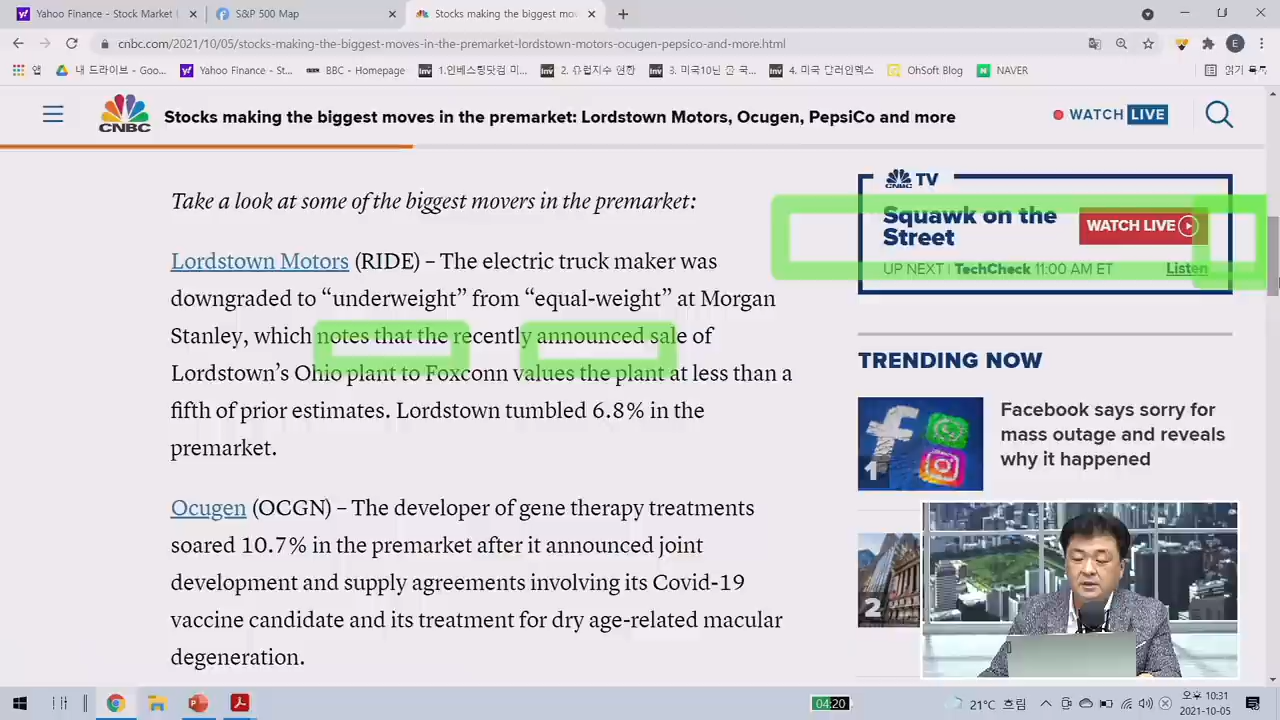 Yahoo Finance - Stock Market
S&P 500 Map
Stocks making the biggest mov
cnbc.com/2021/10/05/stocks-making-the-biggest-moves-in-the-premarket-lordstown-motors-ocugen-pepsico-and-more.html
E
앱
내 드라이브 - Goo...
Yahoo Finance - St...
BBC - Homepage
1.인베스팅닷컴 미...
3. 미국10년 만 국...
4. 미국 달러인덱스
OhSoft Blog
NAVER
읽기 목록
CNBC
Stocks making the biggest moves in the premarket: Lordstown Motors, Ocugen, PepsiCo and more
WATCH LIVE
Take a look at some of the biggest movers in the premarket:
Lordstown Motors (RIDE) – The electric truck maker was
downgraded to “underweight” from “equal-weight” at Morgan
Stanley, which notes that the recently announced sale of
Lordstown’s Ohio plant to Foxconn values the plant at less than a
fifth of prior estimates. Lordstown tumbled 6.8% in the
premarket.
Ocugen (OCGN) – The developer of gene therapy treatments
soared 10.7% in the premarket after it announced joint
development and supply agreements involving its Covid-19
vaccine candidate and its treatment for dry age-related macular
degeneration.
CNBC TV
Squawk on the
Street
WATCH LIVE
UP NEXT | TechCheck 11:00 AM ET
Listen
TRENDING NOW
1
Facebook says sorry for
mass outage and reveals
why it happened
2
04:20
21°C 흐림
오후 10:31
2021-10-05